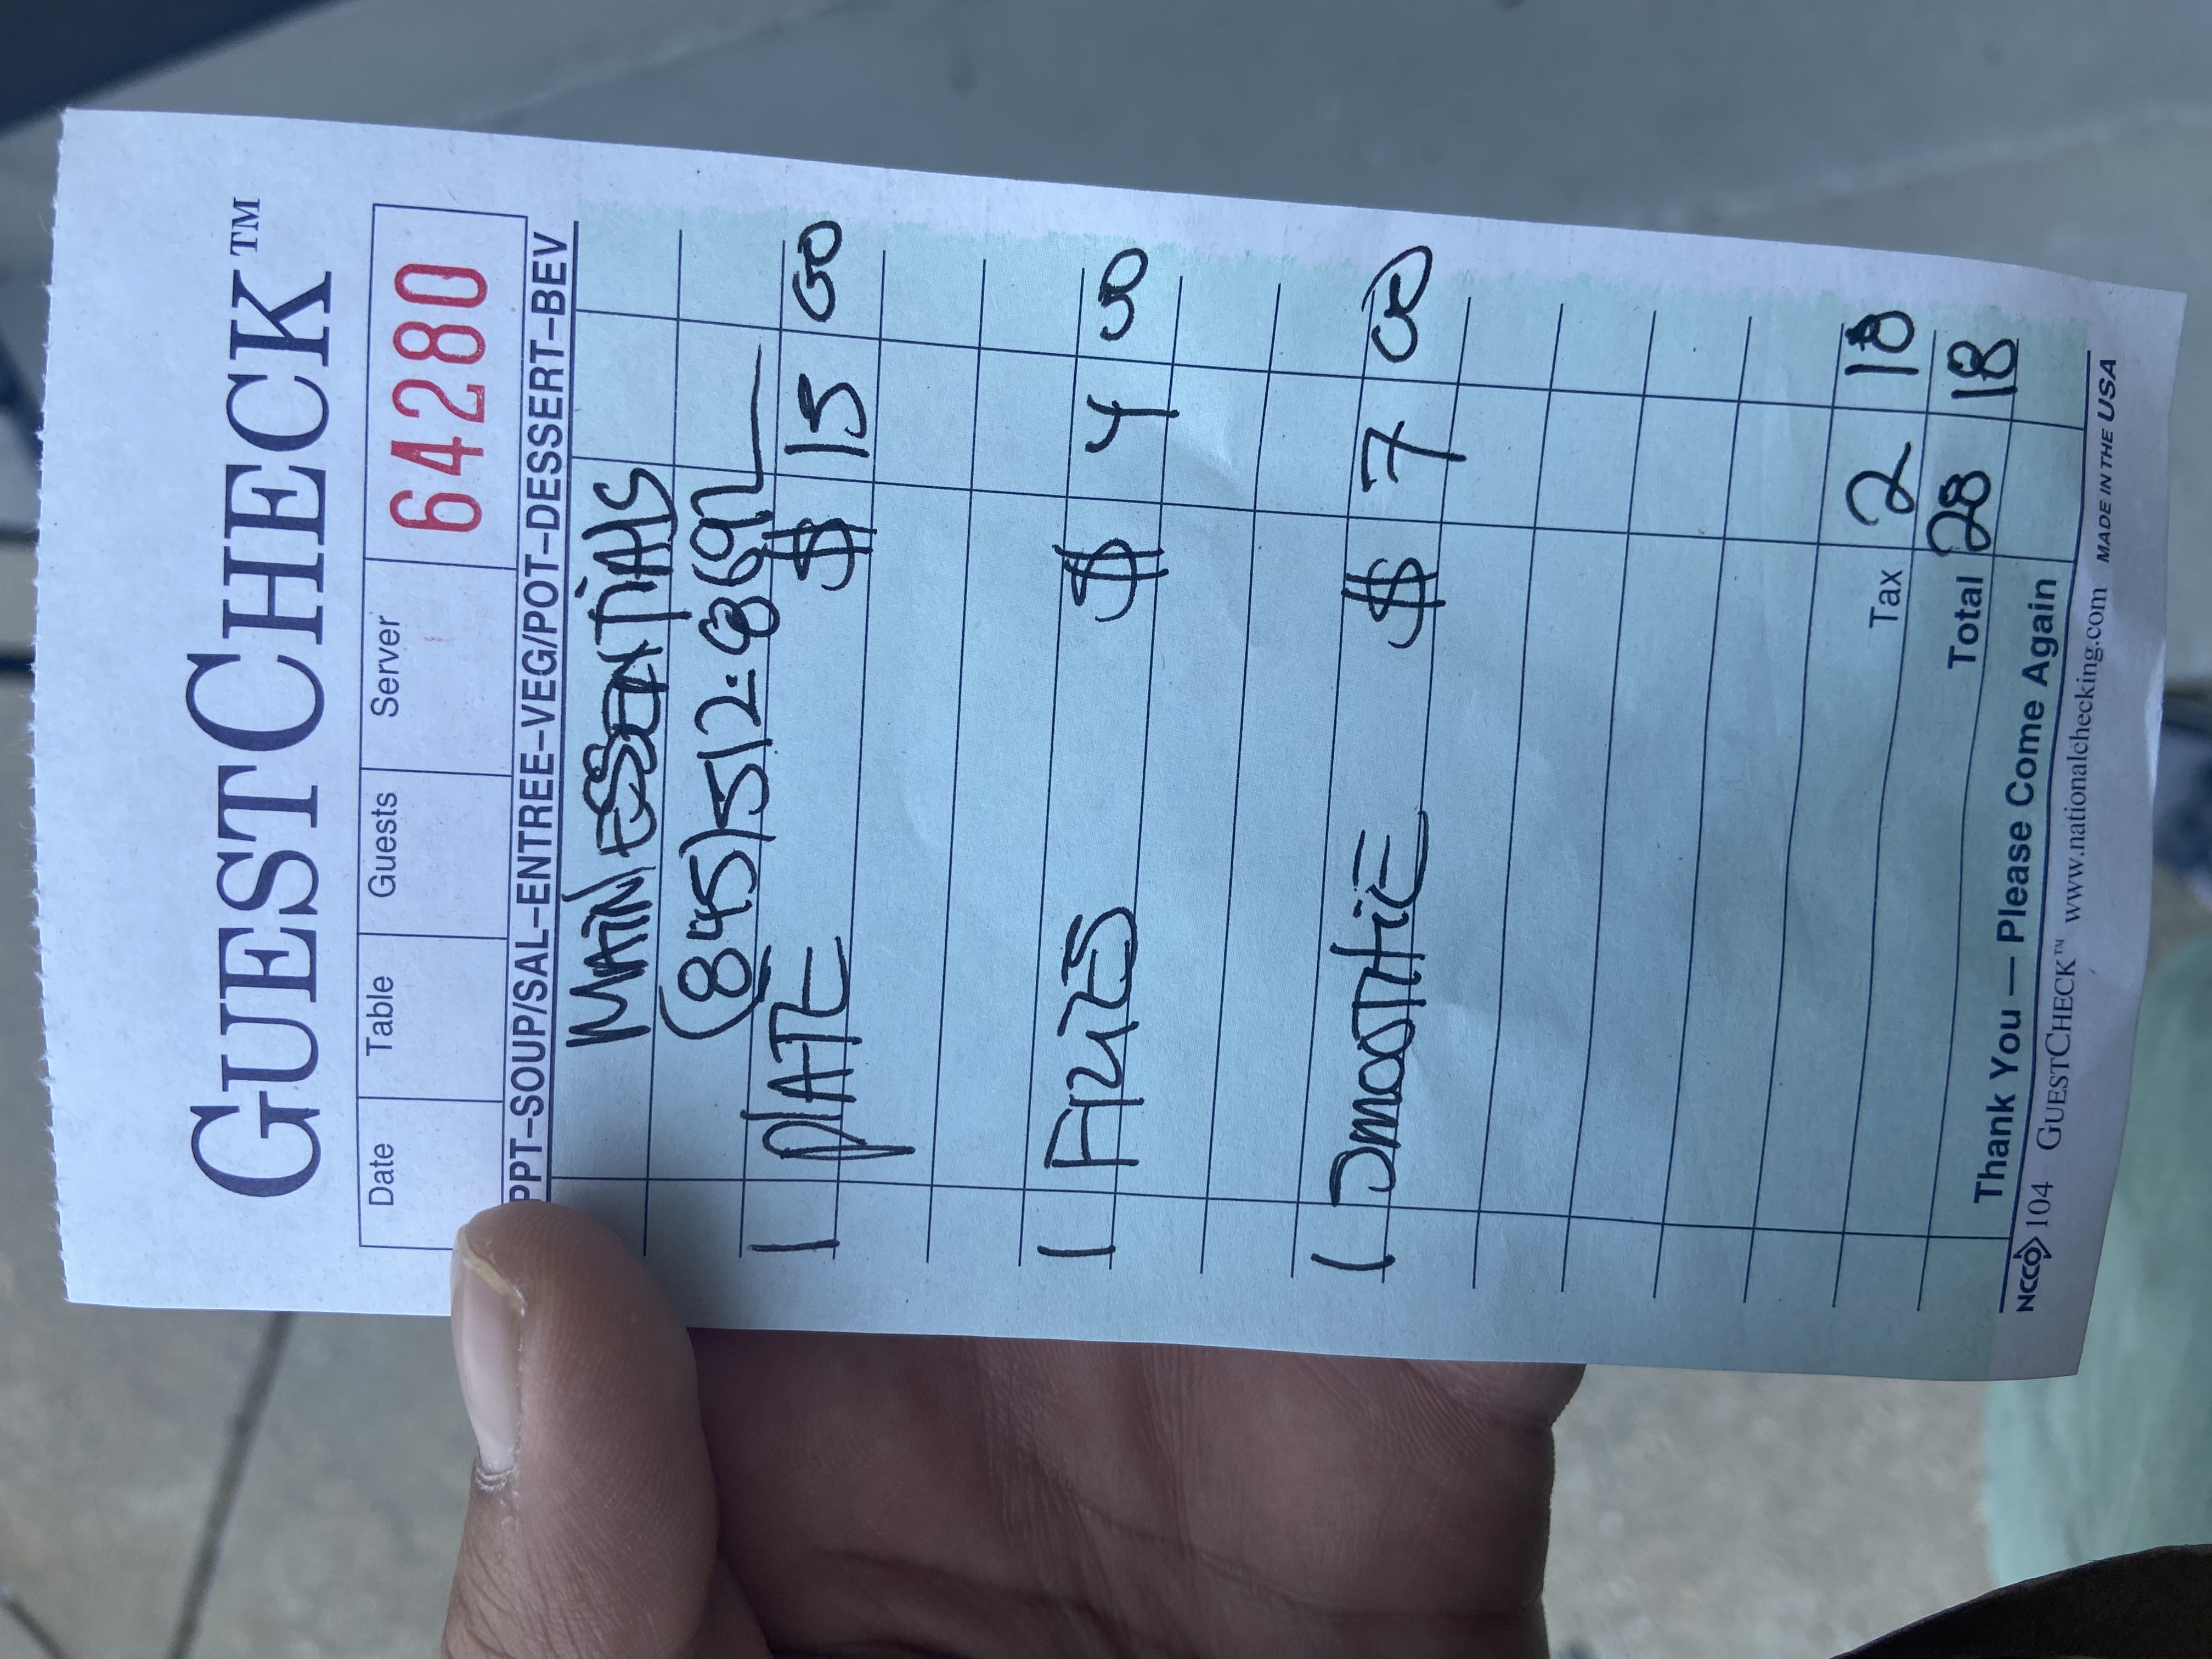 GUESTCHECK™
Date Table Guests Server 64280
PPT–SOUP/SAL–ENTREE–VEG/POT–DESSERT–BEV
MAiN ESSENTiAlS
(845)512-8692
1 PlATE $ 15 00
1 FRIES $ 4 00
1 SmOOTHiE $ 7 00
Tax 2 18
Total 28 18
Thank You — Please Come Again
NCCO 104 GUESTCHECK™ www.nationalchecking.com MADE IN THE USA